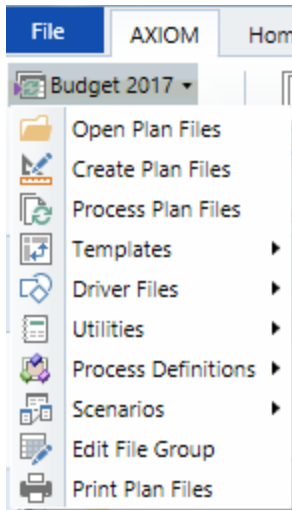 File AXIOM Hom
Budget 2017
Open Plan Files
Create Plan Files
Process Plan Files
Templates
Driver Files
Utilities
Process Definitions
Scenarios
Edit File Group
Print Plan Files